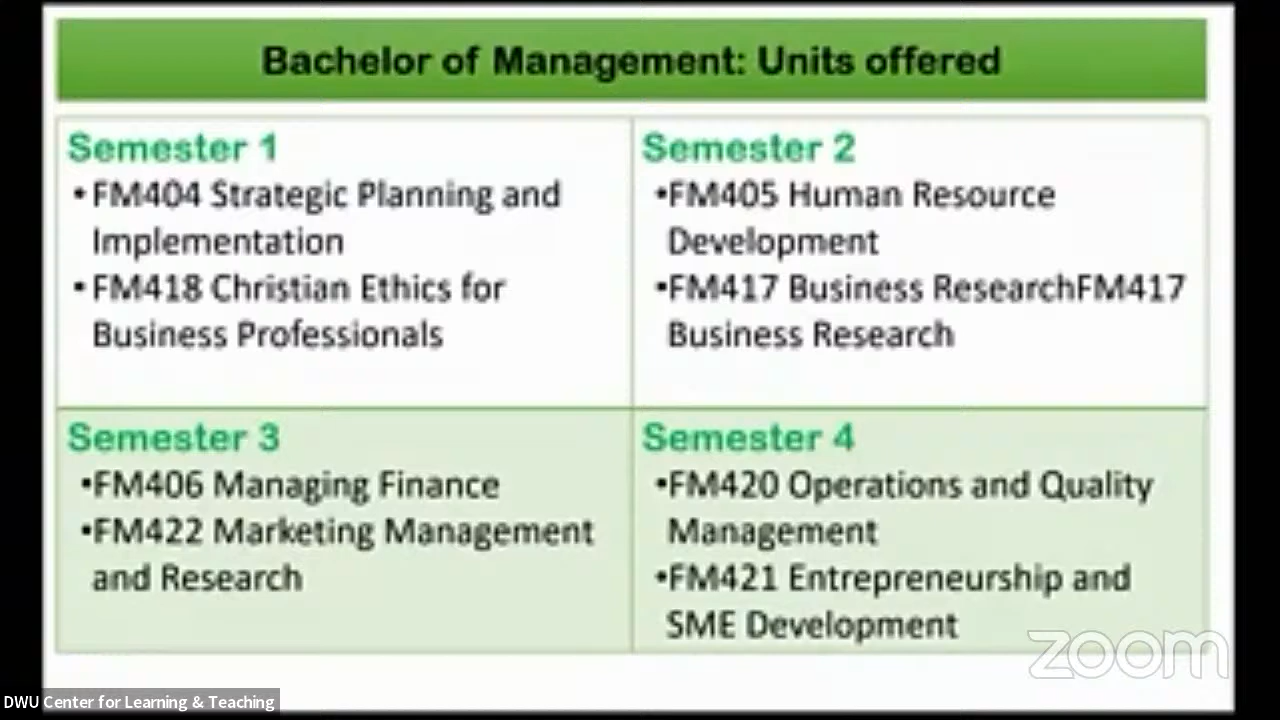 Bachelor of Management: Units offered
Semester 1
• FM404 Strategic Planning and
Implementation
• FM418 Christian Ethics for
Business Professionals
Semester 2
•FM405 Human Resource
Development
•FM417 Business ResearchFM417
Business Research
Semester 3
•FM406 Managing Finance
•FM422 Marketing Management
and Research
Semester 4
•FM420 Operations and Quality
Management
•FM421 Entrepreneurship and
SME Development
zoom
DWU Center for Learning & Teaching